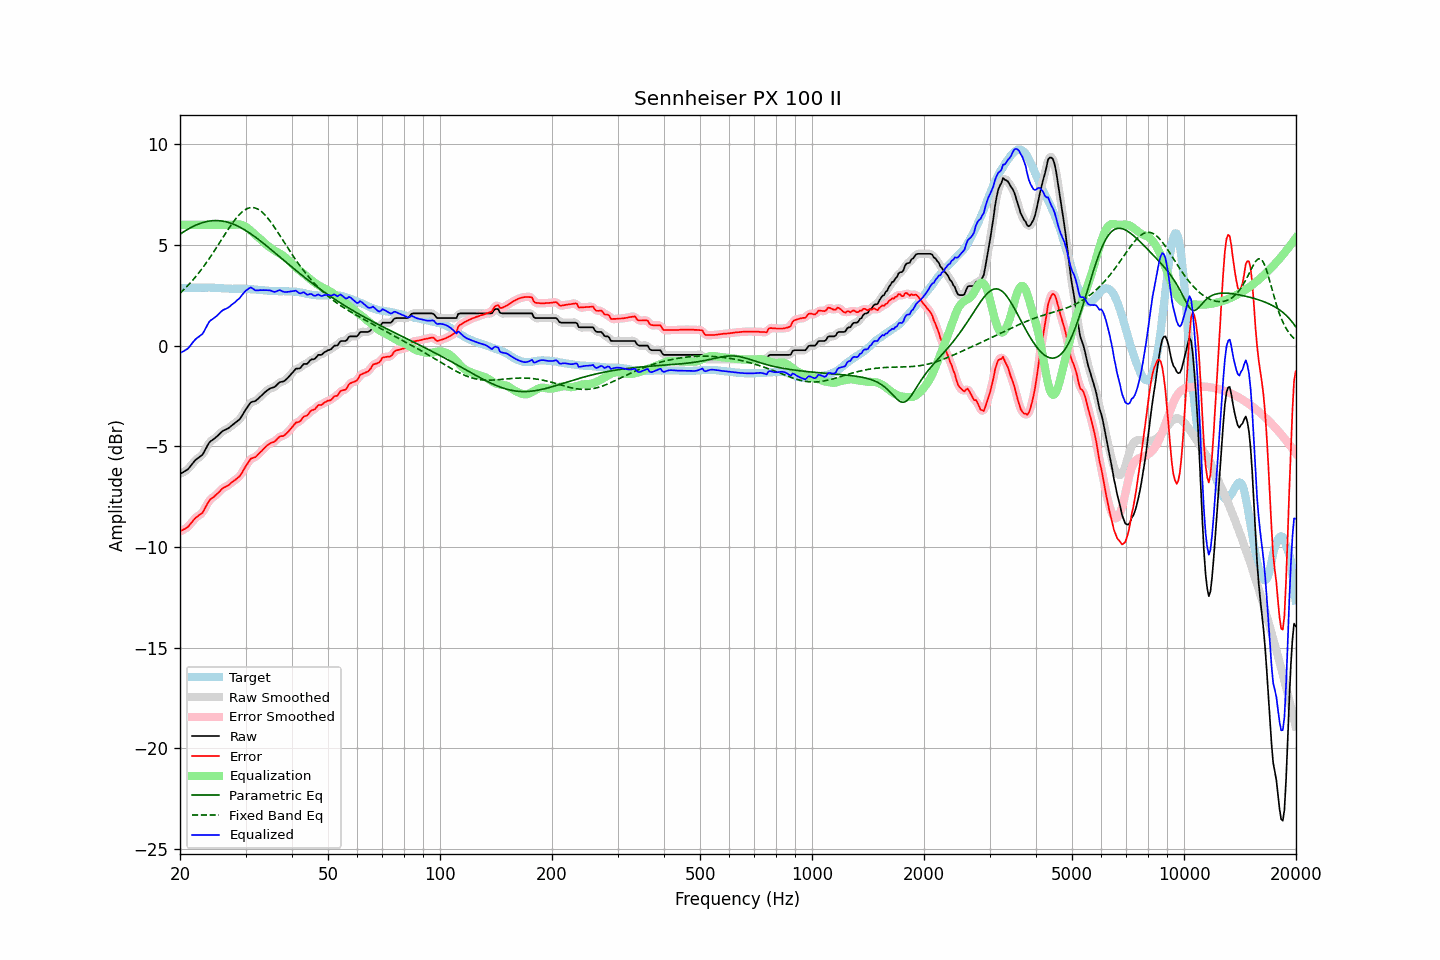 Sennheiser PX 100 II
10
5
0
−5
−10
−15
−20
−25
Amplitude (dBr)
Target
Raw Smoothed
Error Smoothed
Raw
Error
Equalization
Parametric Eq
Fixed Band Eq
Equalized
20 50 100 200 500 1000 2000 5000 10000 20000
Frequency (Hz)